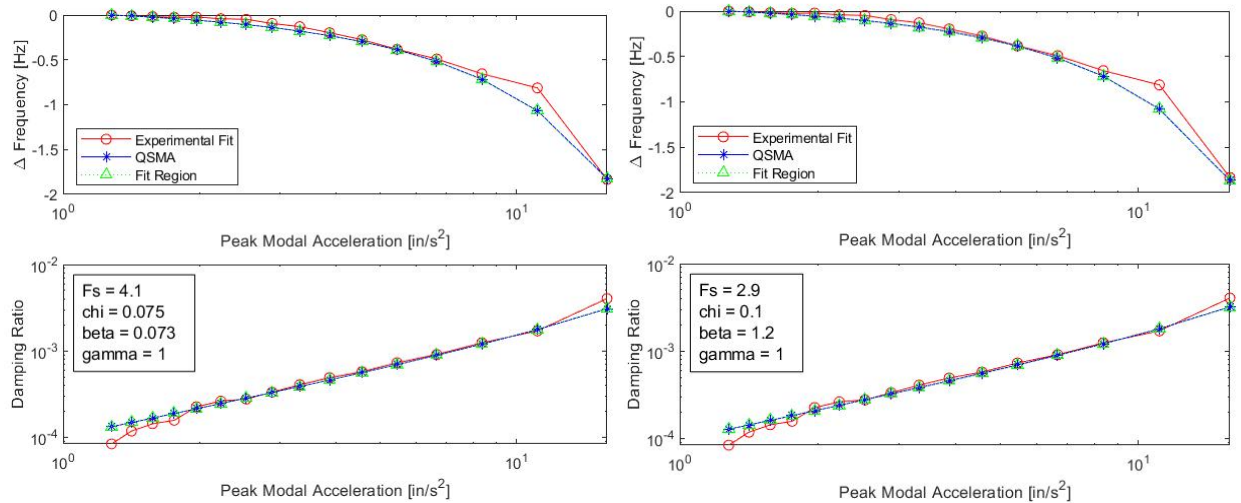 0
-0.5
-1
-1.5
-2
Δ Frequency [Hz]
Experimental Fit
QSMA
Fit Region
10^0
10^1
Peak Modal Acceleration [in/s^2]
0
-0.5
-1
-1.5
-2
Δ Frequency [Hz]
Experimental Fit
QSMA
Fit Region
10^0
10^1
Peak Modal Acceleration [in/s^2]
10^-2
10^-3
10^-4
Damping Ratio
Fs = 4.1
chi = 0.075
beta = 0.073
gamma = 1
10^0
10^1
Peak Modal Acceleration [in/s^2]
10^-2
10^-3
10^-4
Damping Ratio
Fs = 2.9
chi = 0.1
beta = 1.2
gamma = 1
10^0
10^1
Peak Modal Acceleration [in/s^2]